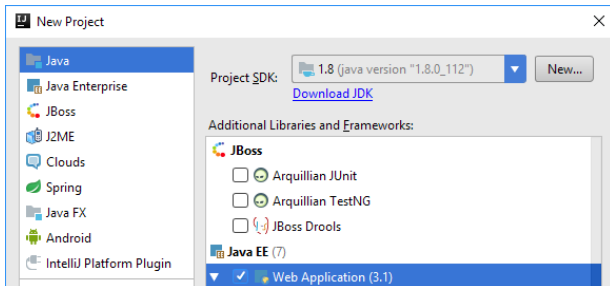 New Project
Java
Java Enterprise
JBoss
J2ME
Clouds
Spring
Java FX
Android
IntelliJ Platform Plugin
Project SDK:
1.8 (java version "1.8.0_112")
New...
Download JDK
Additional Libraries and Frameworks:
JBoss
Arquillian JUnit
Arquillian TestNG
JBoss Drools
Java EE (7)
Web Application (3.1)